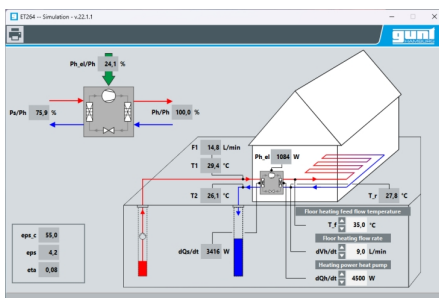 ET264 -- Simulation - v.22.1.1
gunt
Ph_el/Ph 24,1 %
Ps/Ph 75,9 %
Ph/Ph 100,0 %
F1 14,8 L/min
T1 29,4 °C
Ph_el 1084 W
T2 26,1 °C
T_r 27,8 °C
Floor heating feed flow temperature
T_f 35,0 °C
Floor heating flow rate
dVh/dt 9,0 L/min
Heating power heat pump
dQh/dt 4500 W
dQs/dt 3416 W
eps_c 55,0
eps 4,2
eta 0,08